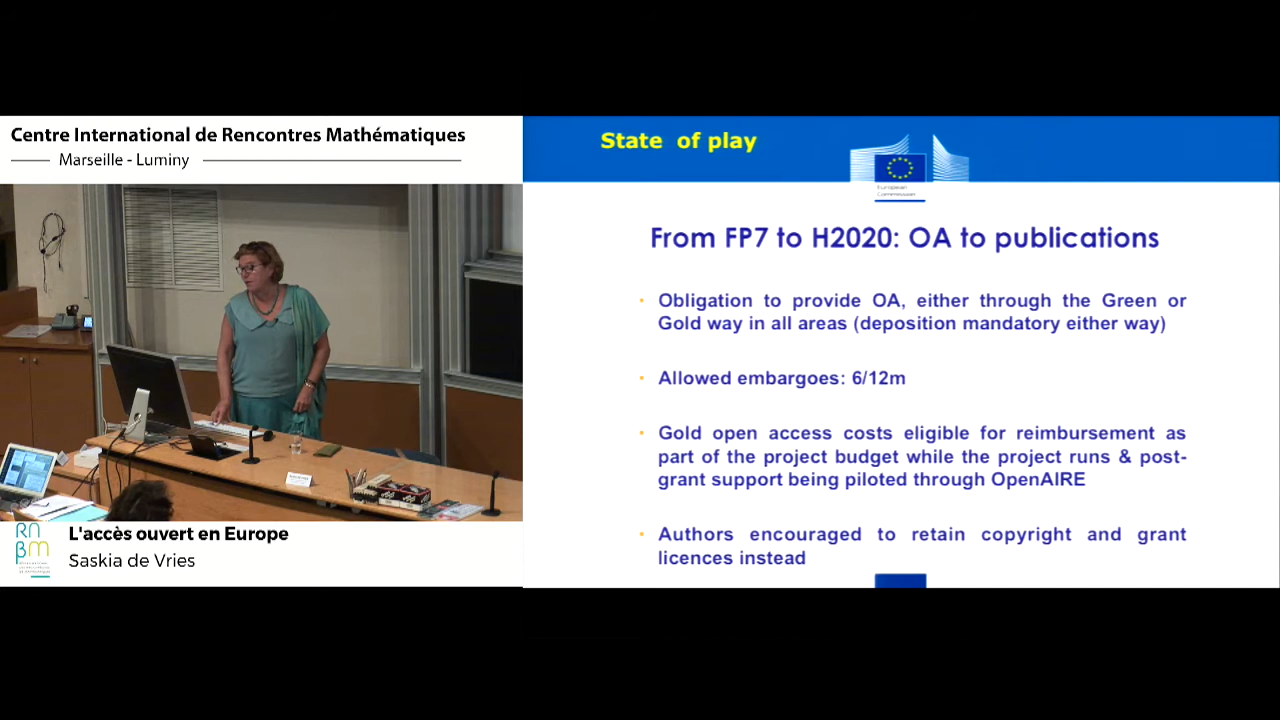 Centre International de Rencontres Mathématiques
Marseille - Luminy
L'accès ouvert en Europe
Saskia de Vries
State of play
European
Commission
From FP7 to H2020: OA to publications
Obligation to provide OA, either through the Green or
Gold way in all areas (deposition mandatory either way)
Allowed embargoes: 6/12m
Gold open access costs eligible for reimbursement as
part of the project budget while the project runs & post-
grant support being piloted through OpenAIRE
Authors encouraged to retain copyright and grant
licences instead